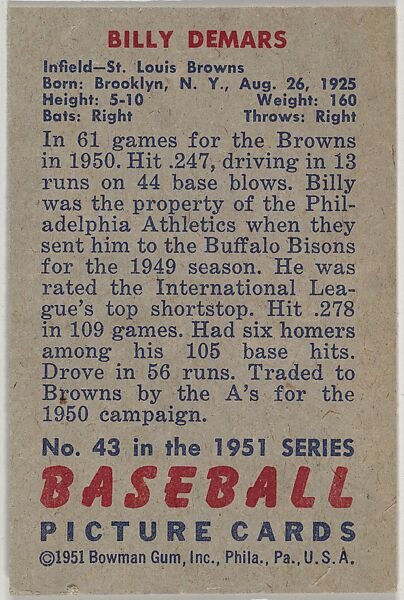 BILLY DEMARS
Infield—St. Louis Browns
Born: Brooklyn, N. Y., Aug. 26, 1925
Height: 5-10 Weight: 160
Bats: Right Throws: Right
In 61 games for the Browns
in 1950. Hit .247, driving in 13
runs on 44 base blows. Billy
was the property of the Phil-
adelphia Athletics when they
sent him to the Buffalo Bisons
for the 1949 season. He was
rated the International Lea-
gue's top shortstop. Hit .278
in 109 games. Had six homers
among his 105 base hits.
Drove in 56 runs. Traded to
Browns by the A's for the
1950 campaign.
No. 43 in the 1951 SERIES
BASEBALL
PICTURE CARDS
©1951 Bowman Gum, Inc., Phila., Pa., U.S.A.